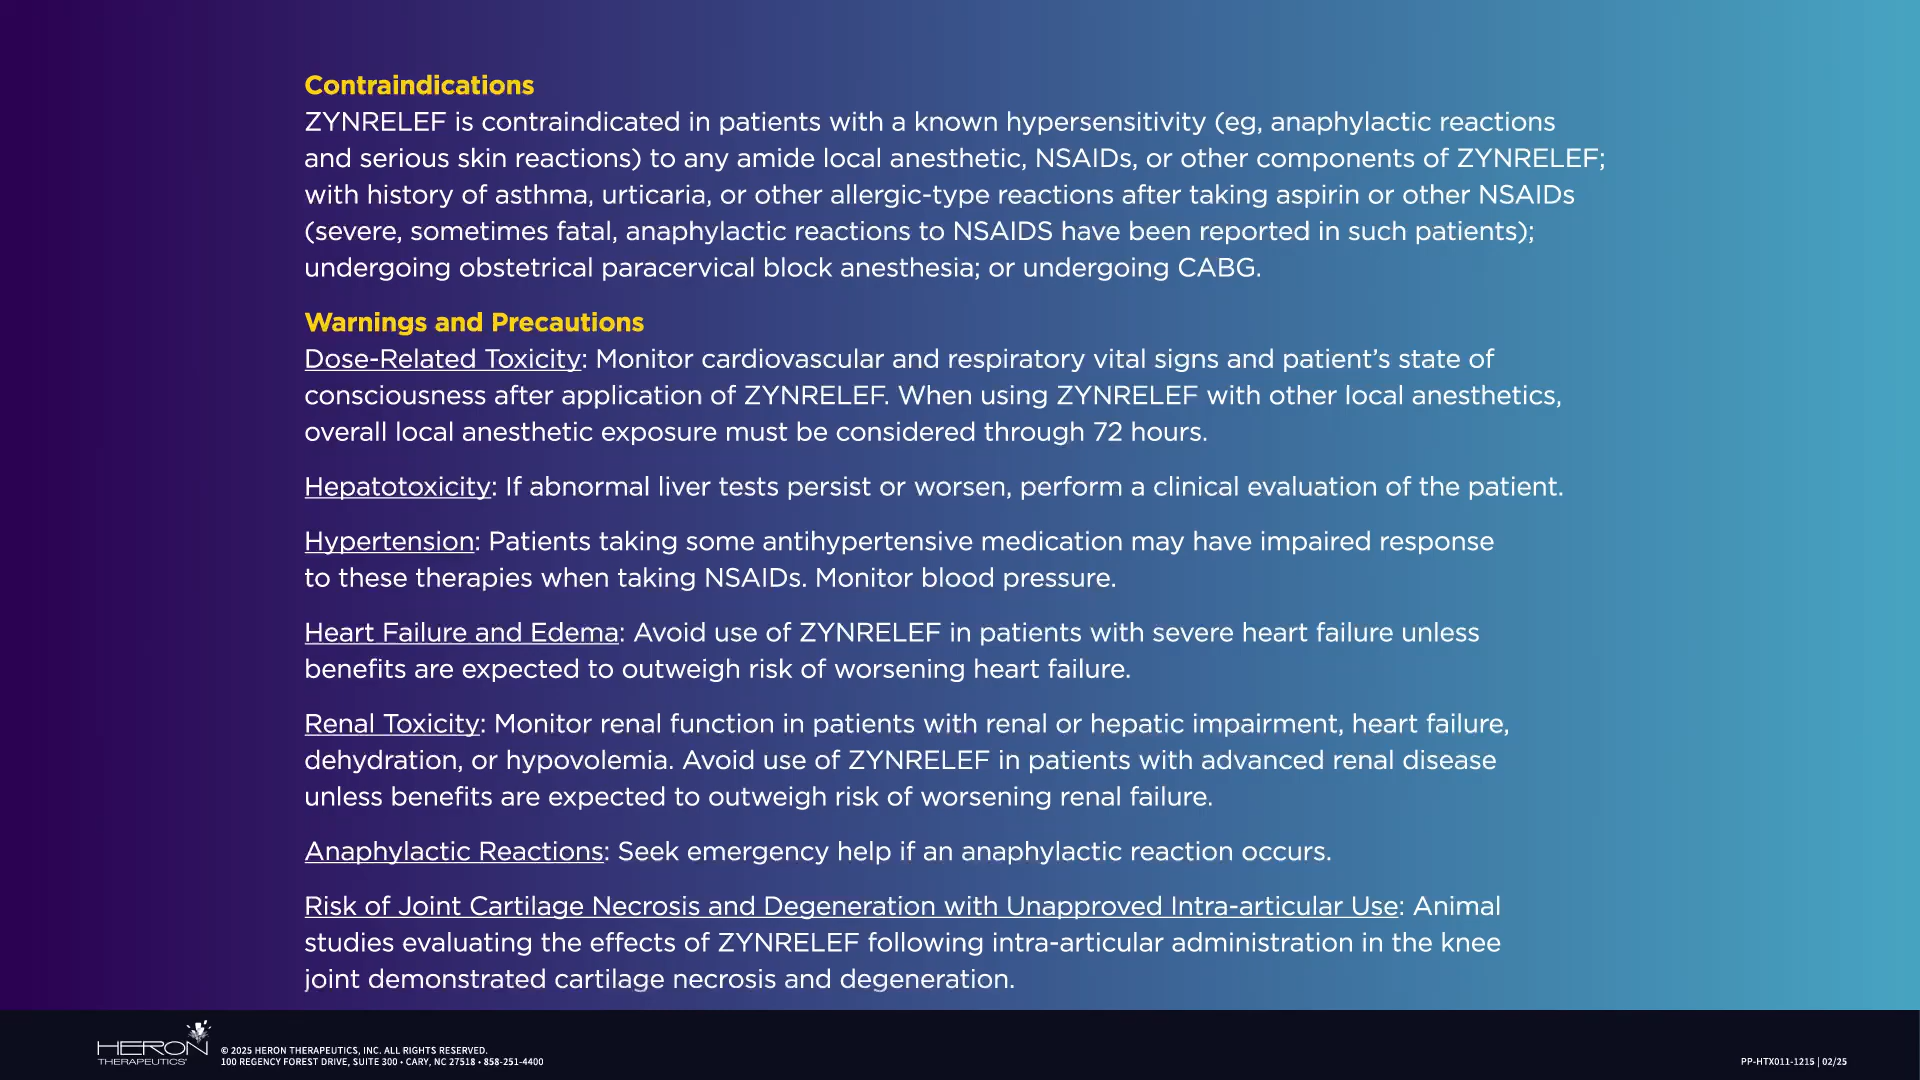 Contraindications
ZYNRELEF is contraindicated in patients with a known hypersensitivity (eg, anaphylactic reactions
and serious skin reactions) to any amide local anesthetic, NSAIDs, or other components of ZYNRELEF;
with history of asthma, urticaria, or other allergic-type reactions after taking aspirin or other NSAIDs
(severe, sometimes fatal, anaphylactic reactions to NSAIDS have been reported in such patients);
undergoing obstetrical paracervical block anesthesia; or undergoing CABG.
Warnings and Precautions
Dose-Related Toxicity: Monitor cardiovascular and respiratory vital signs and patient’s state of
consciousness after application of ZYNRELEF. When using ZYNRELEF with other local anesthetics,
overall local anesthetic exposure must be considered through 72 hours.
Hepatotoxicity: If abnormal liver tests persist or worsen, perform a clinical evaluation of the patient.
Hypertension: Patients taking some antihypertensive medication may have impaired response
to these therapies when taking NSAIDs. Monitor blood pressure.
Heart Failure and Edema: Avoid use of ZYNRELEF in patients with severe heart failure unless
benefits are expected to outweigh risk of worsening heart failure.
Renal Toxicity: Monitor renal function in patients with renal or hepatic impairment, heart failure,
dehydration, or hypovolemia. Avoid use of ZYNRELEF in patients with advanced renal disease
unless benefits are expected to outweigh risk of worsening renal failure.
Anaphylactic Reactions: Seek emergency help if an anaphylactic reaction occurs.
Risk of Joint Cartilage Necrosis and Degeneration with Unapproved Intra-articular Use: Animal
studies evaluating the effects of ZYNRELEF following intra-articular administration in the knee
joint demonstrated cartilage necrosis and degeneration.
HERON
THERAPEUTICS
© 2025 HERON THERAPEUTICS, INC. ALL RIGHTS RESERVED.
100 REGENCY FOREST DRIVE, SUITE 300 • CARY, NC 27518 • 858-251-4400
PP-HTX011-1215 | 02/25